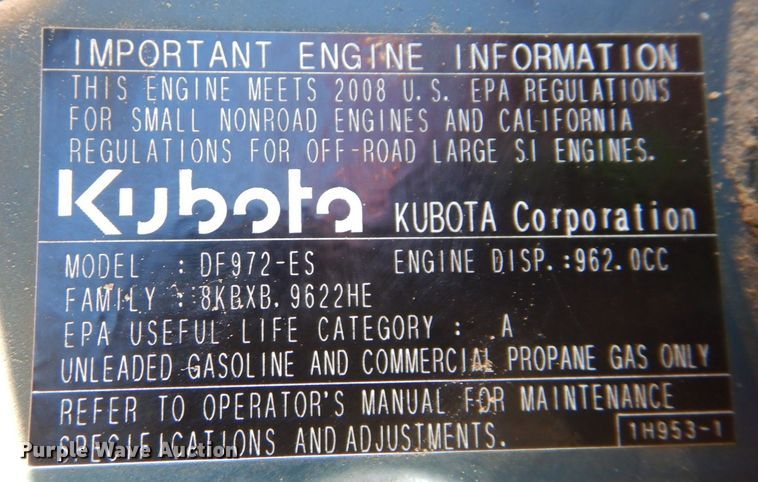 IMPORTANT ENGINE INFORMATION
THIS ENGINE MEETS 2008 U.S. EPA REGULATIONS
FOR SMALL NONROAD ENGINES AND CALIFORNIA
REGULATIONS FOR OFF-ROAD LARGE SI ENGINES.
Kubota KUBOTA Corporation
MODEL : DF972-ES ENGINE DISP.:962.0CC
FAMILY : 8KBXB.9622HE
EPA USEFUL LIFE CATEGORY : A
UNLEADED GASOLINE AND COMMERCIAL PROPANE GAS ONLY
REFER TO OPERATOR'S MANUAL FOR MAINTENANCE
SPECIFICATIONS AND ADJUSTMENTS. 1H953-1
Purple Wave Auction